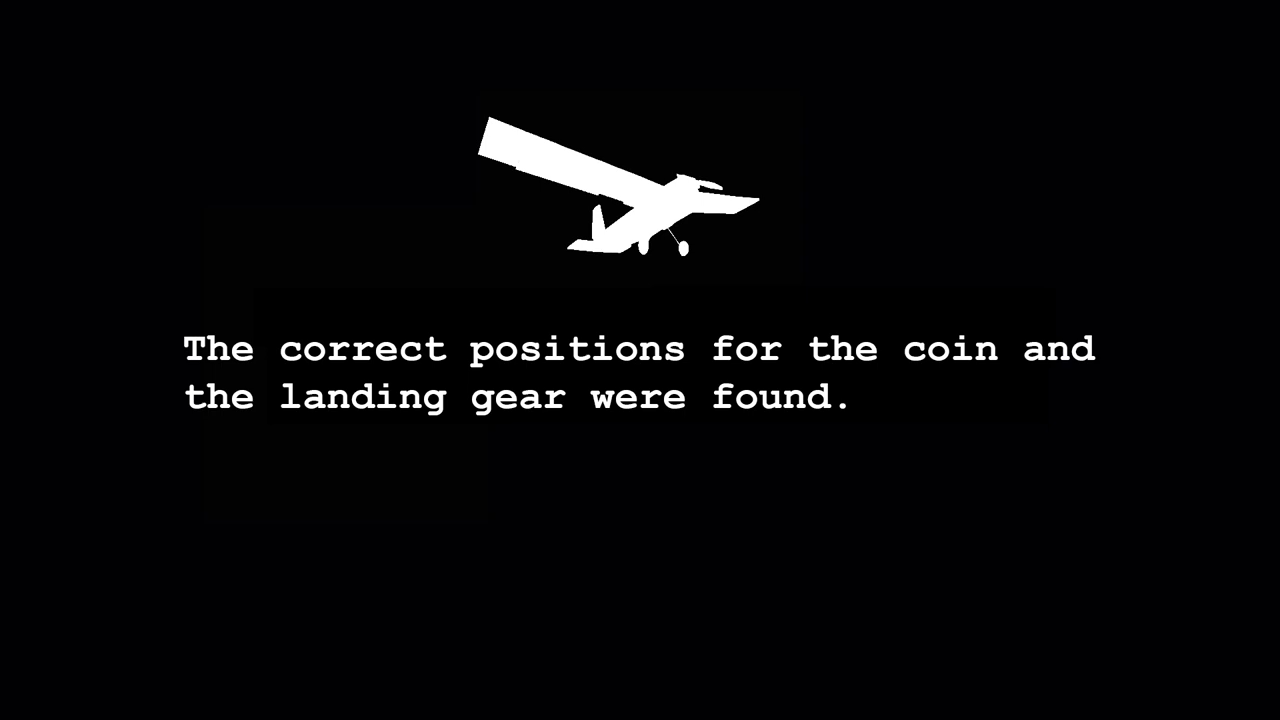 The correct positions for the coin and
the landing gear were found.